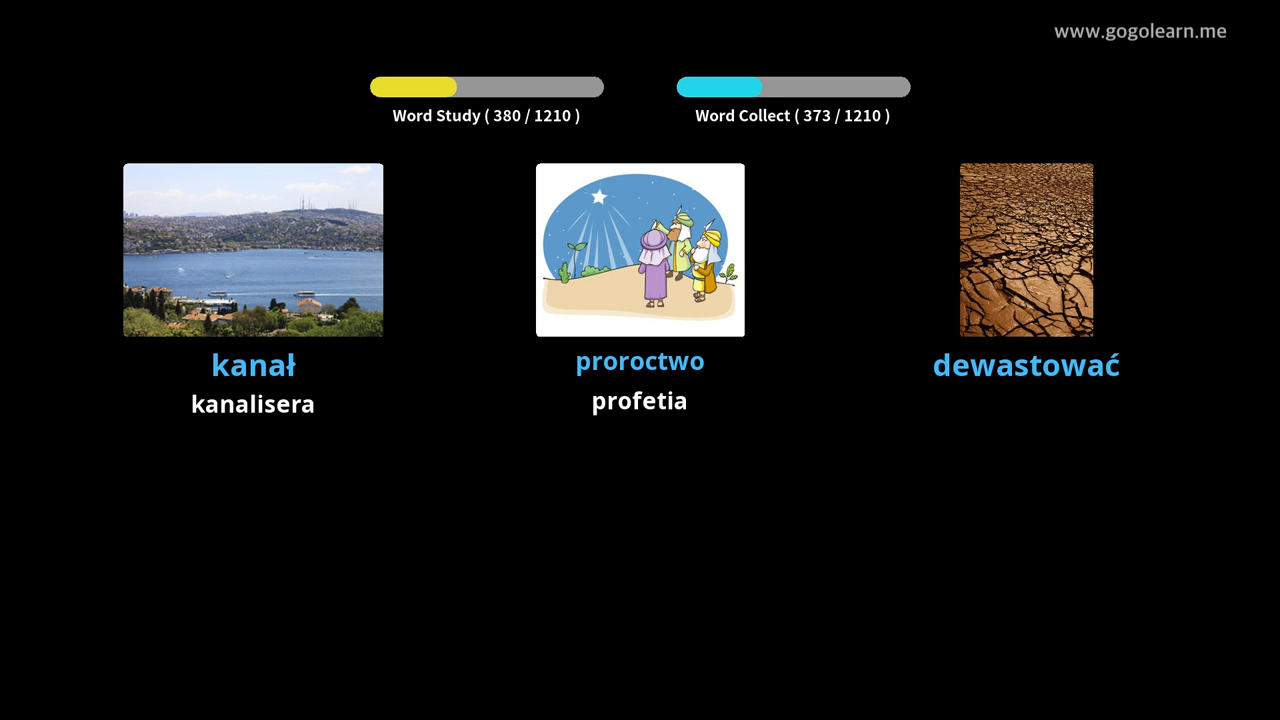 www.gogolearn.me
Word Study ( 380 / 1210 )
Word Collect ( 373 / 1210 )
kanał
proroctwo
dewastować
kanalisera
profetia